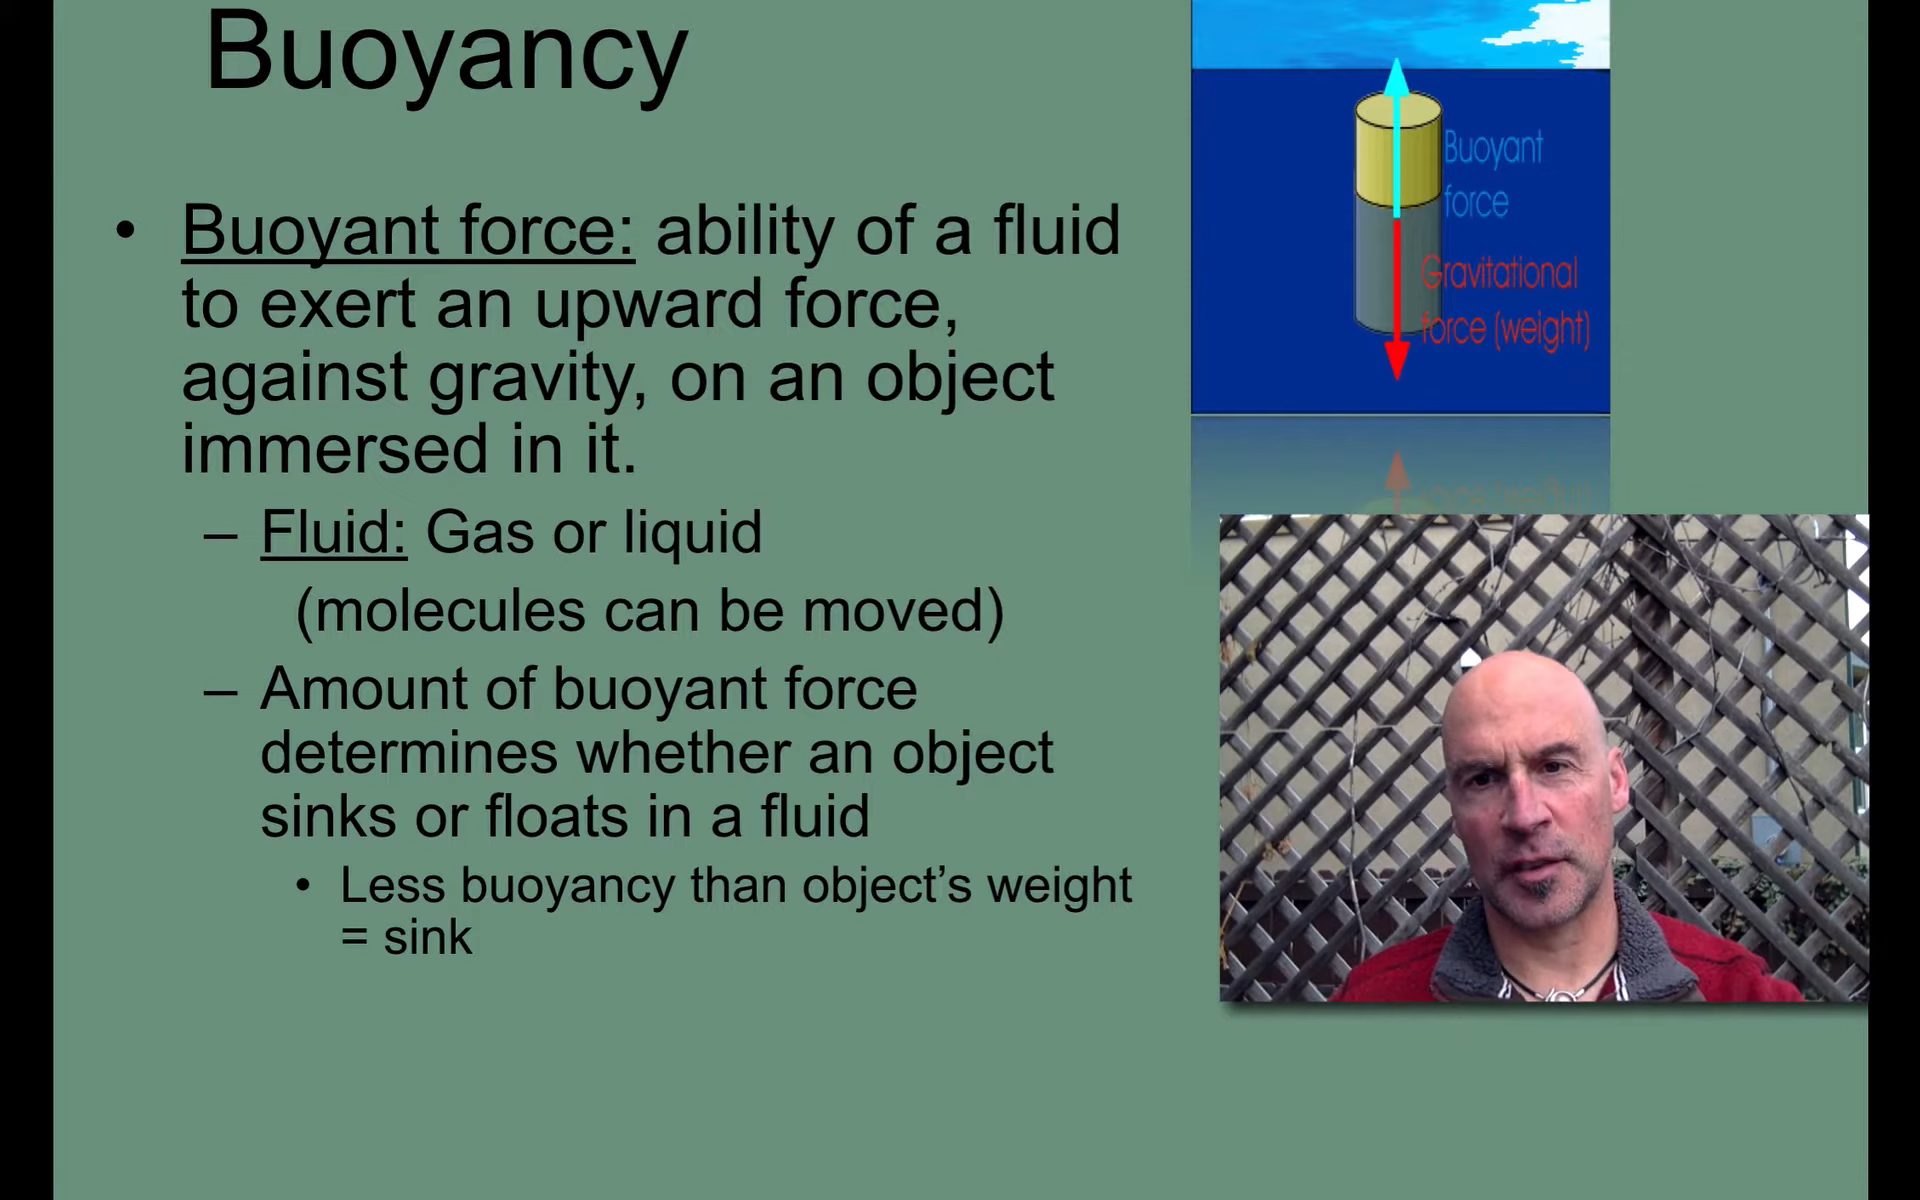 Buoyancy
• Buoyant force: ability of a fluid
to exert an upward force,
against gravity, on an object
immersed in it.
– Fluid: Gas or liquid
(molecules can be moved)
– Amount of buoyant force
determines whether an object
sinks or floats in a fluid
• Less buoyancy than object’s weight
= sink
Buoyant
force
Gravitational
force (weight)